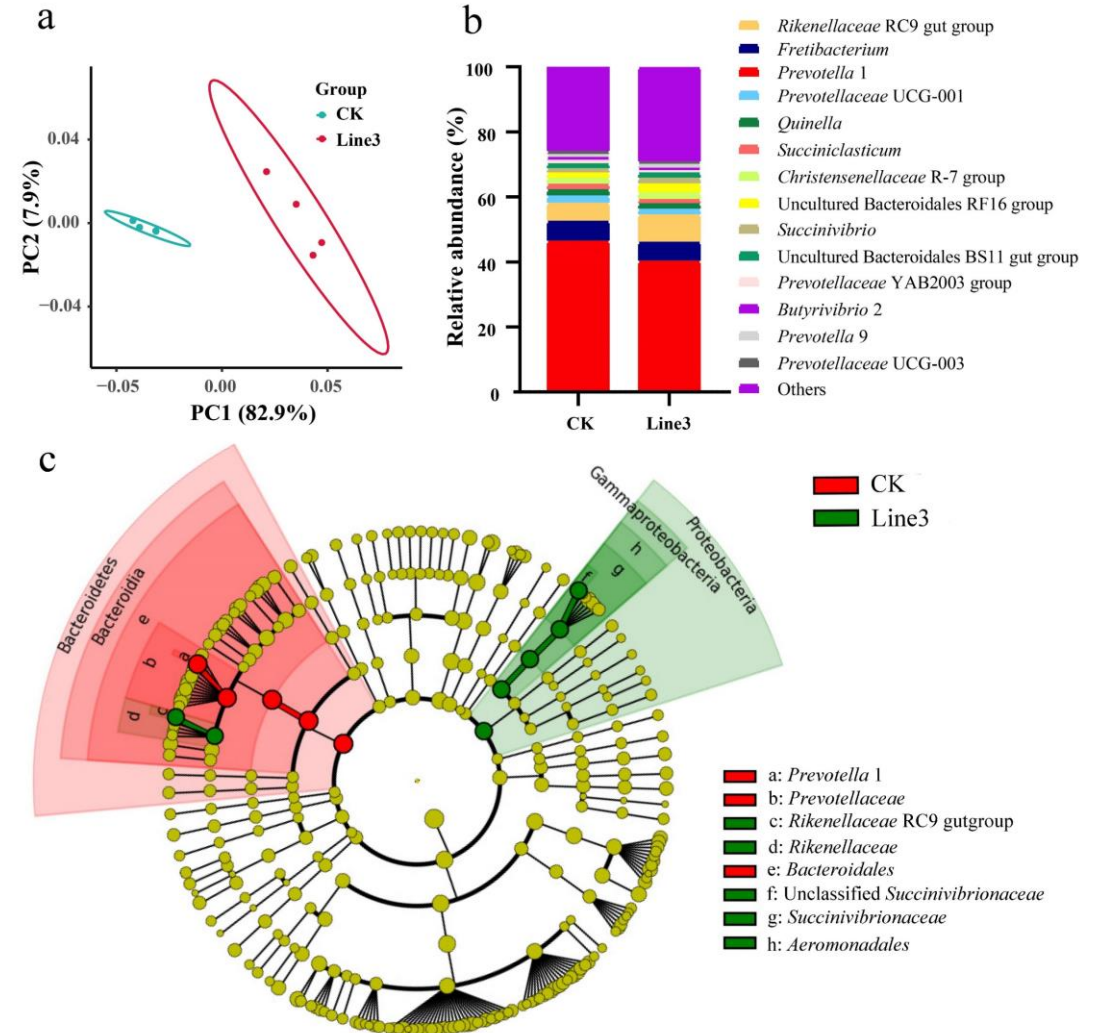 a
Group
CK
Line3
0.04
0.00
−0.04
PC2 (7.9%)
−0.05
0.00
0.05
PC1 (82.9%)
b
100
80
60
40
20
0
Relative abundance (%)
CK
Line3
Rikenellaceae RC9 gut group
Fretibacterium
Prevotella 1
Prevotellaceae UCG-001
Quinella
Succiniclasticum
Christensenellaceae R-7 group
Uncultured Bacteroidales RF16 group
Succinivibrio
Uncultured Bacteroidales BS11 gut group
Prevotellaceae YAB2003 group
Butyrivibrio 2
Prevotella 9
Prevotellaceae UCG-003
Others
c
CK
Line3
Bacteroidetes
Bacteroidia
e
b
a
d
c
f
g
h
Gammaproteobacteria
Proteobacteria
a: Prevotella 1
b: Prevotellaceae
c: Rikenellaceae RC9 gutgroup
d: Rikenellaceae
e: Bacteroidales
f: Unclassified Succinivibrionaceae
g: Succinivibrionaceae
h: Aeromonadales